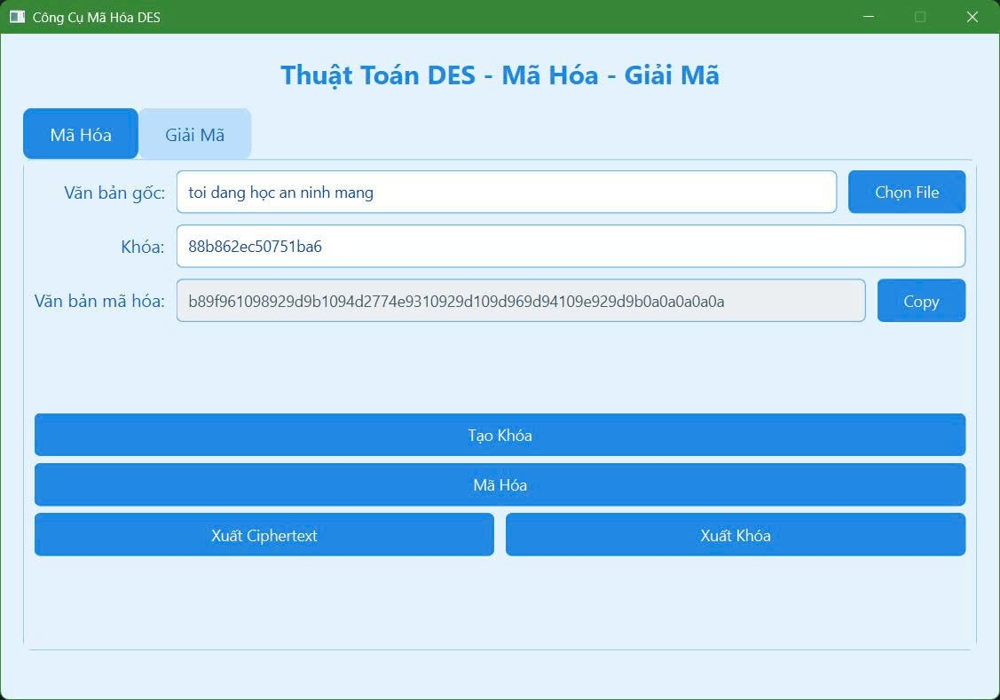 Công Cụ Mã Hóa DES
Thuật Toán DES - Mã Hóa - Giải Mã
Mã Hóa
Giải Mã
Văn bản gốc: toi dang học an ninh mang Chọn File
Khóa: 88b862ec50751ba6
Văn bản mã hóa: b89f961098929d9b1094d2774e9310929d109d969d94109e929d9b0a0a0a0a0a Copy
Tạo Khóa
Mã Hóa
Xuất Ciphertext Xuất Khóa